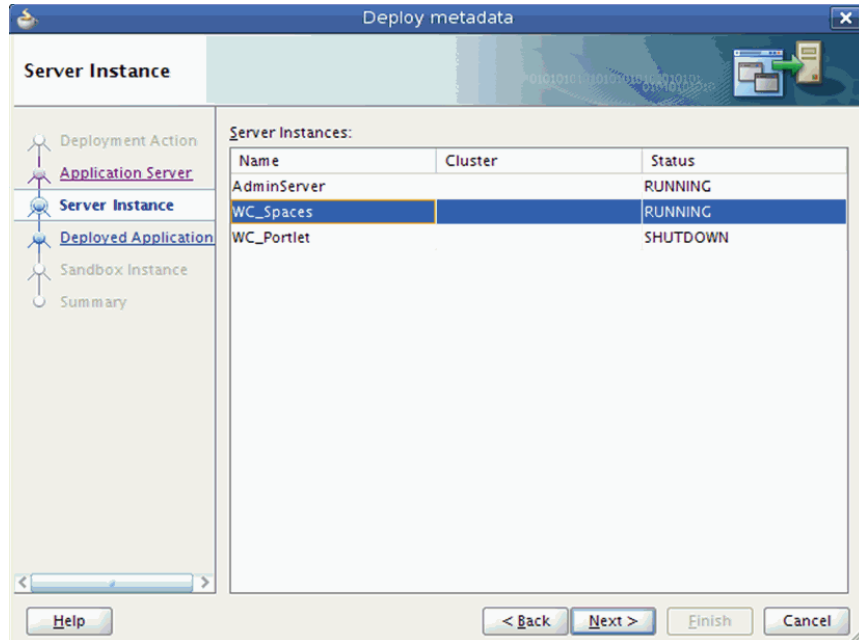 Deploy metadata
Server Instance
Deployment Action
Application Server
Server Instance
Deployed Application
Sandbox Instance
Summary
Server Instances:
Name Cluster Status
AdminServer RUNNING
WC_Spaces RUNNING
WC_Portlet SHUTDOWN
Help < Back Next > Finish Cancel